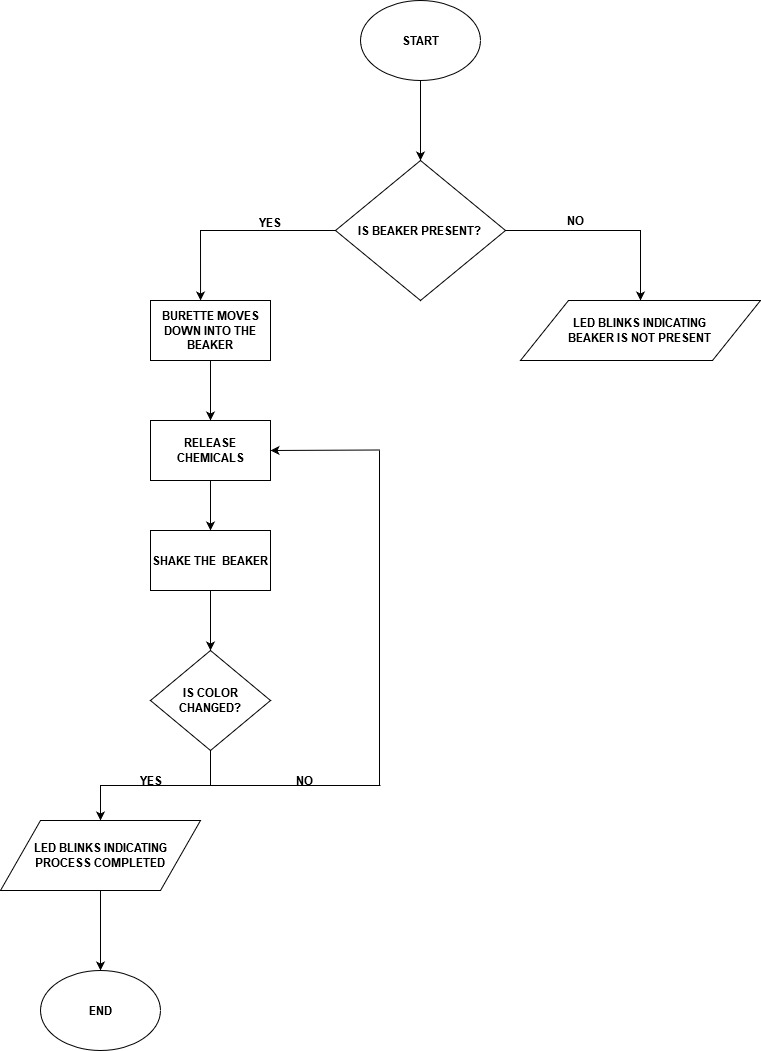 START
IS BEAKER PRESENT?
YES
NO
BURETTE MOVES
DOWN INTO THE
BEAKER
LED BLINKS INDICATING
BEAKER IS NOT PRESENT
RELEASE
CHEMICALS
SHAKE THE  BEAKER
IS COLOR
CHANGED?
YES
NO
LED BLINKS INDICATING
PROCESS COMPLETED
END